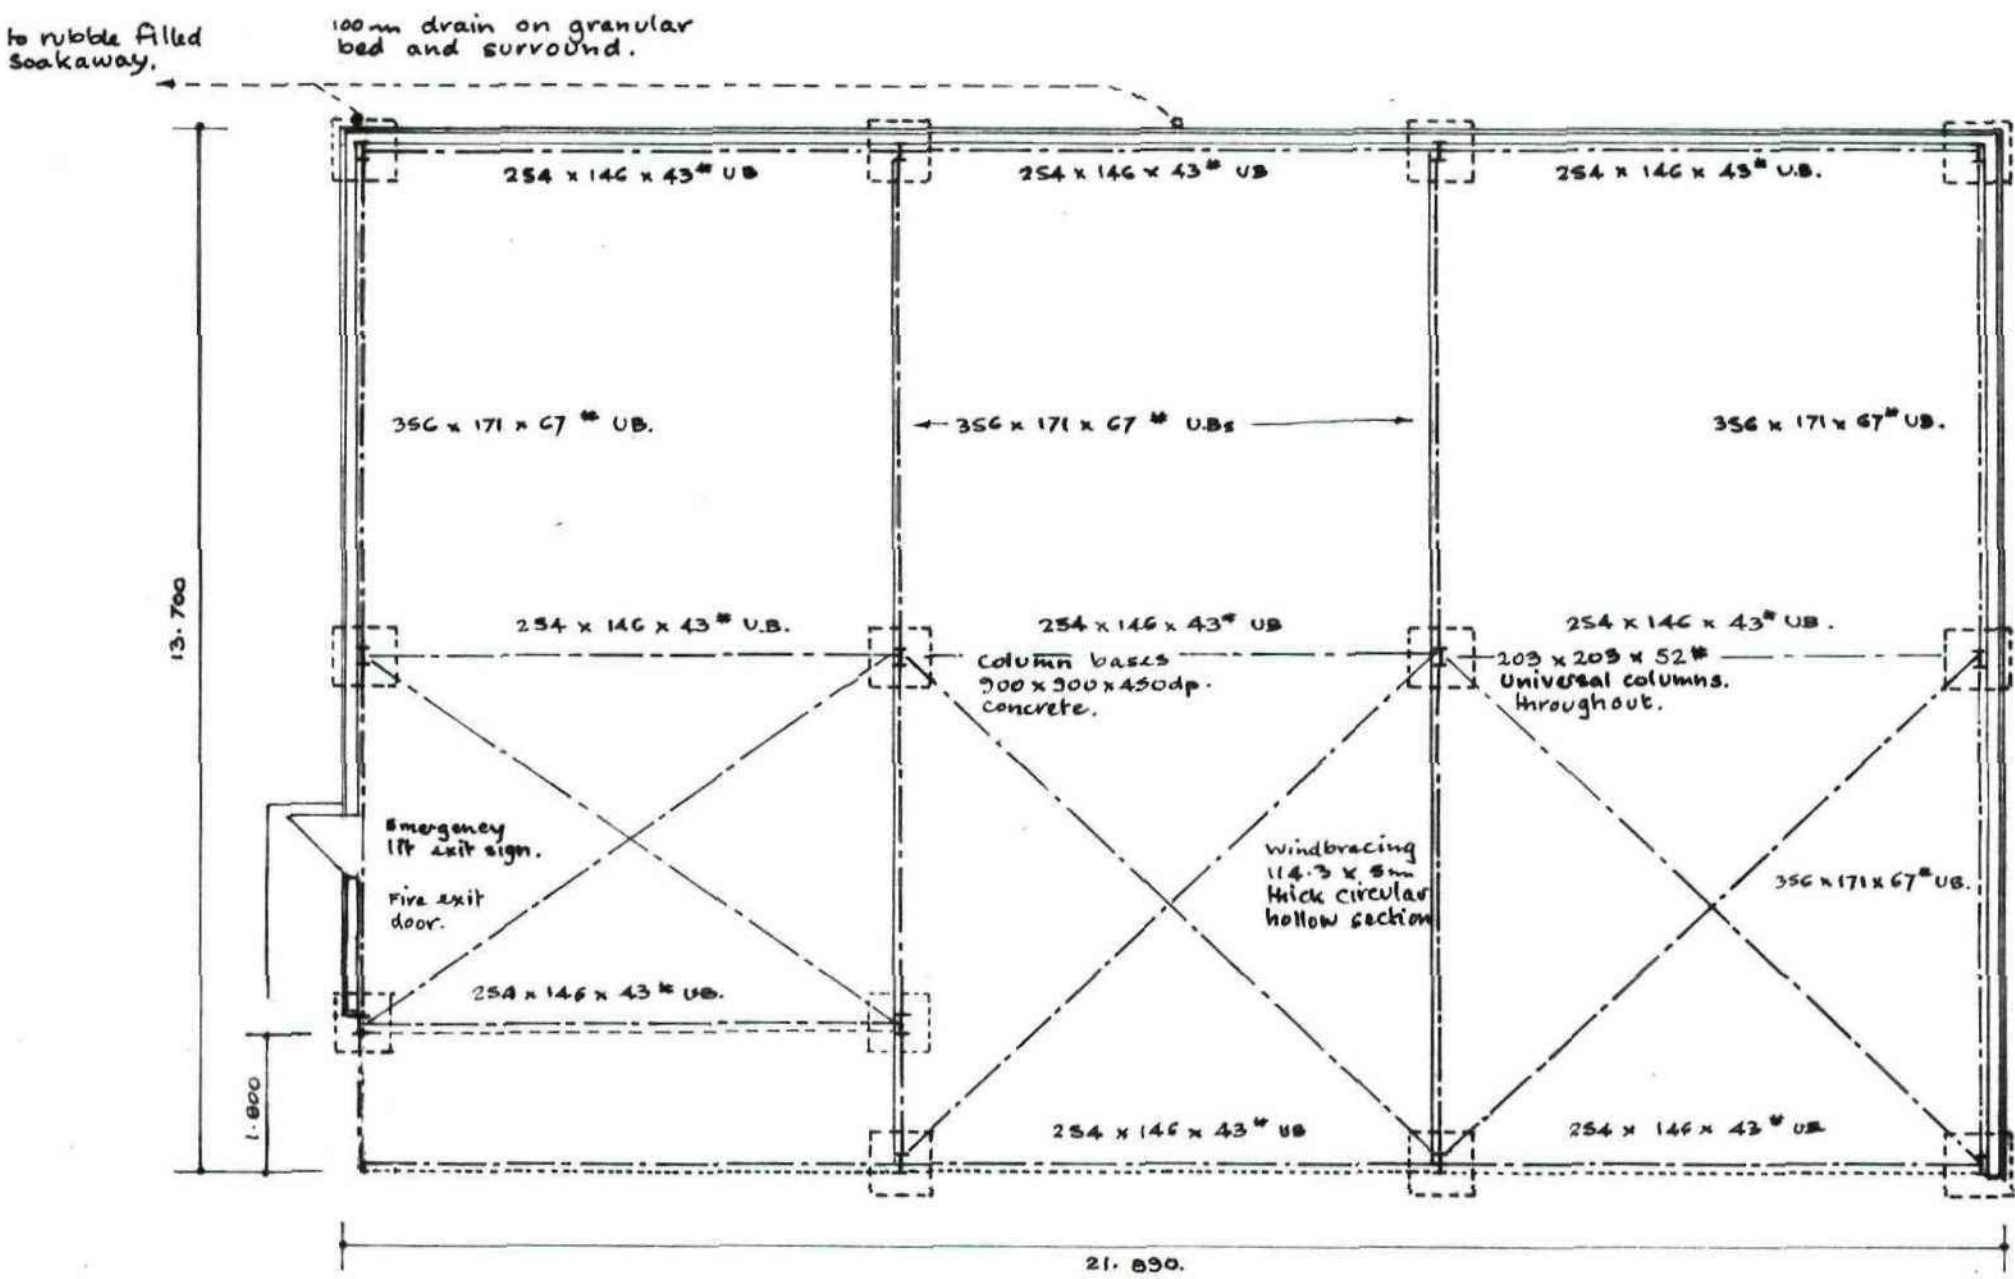 to rubble filled
soakaway.
100mm drain on granular
bed and surround.
254 x 146 x 43# UB
254 x 146 x 43# UB
254 x 146 x 43# U.B.
356 x 171 x 67 # UB.
356 x 171 x 67 # U.Bs
356 x 171 x 67# UB.
13.700
254 x 146 x 43# U.B.
254 x 146 x 43# UB
254 x 146 x 43# UB.
Column bases
900 x 900 x 450dp.
concrete.
203 x 203 x 52#
Universal columns.
throughout.
Emergency
lit exit sign.
Fire exit
door.
Windbracing
114.3 x 5mm
thick circular
hollow section
356 x 171 x 67# UB.
254 x 146 x 43# UB.
1.800
254 x 146 x 43# UB
254 x 146 x 43# UB
21.890.